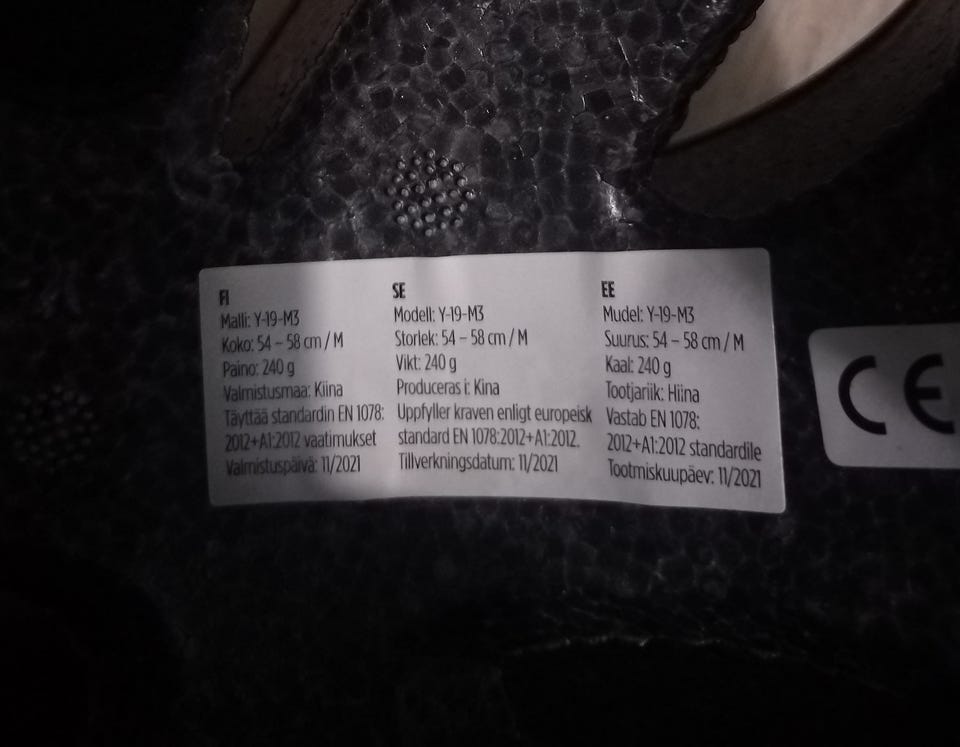 FI
Malli: Y-19-M3
Koko: 54 – 58 cm / M
Paino: 240 g
Valmistusmaa: Kiina
Täyttää standardin EN 1078:
2012+A1:2012 vaatimukset
Valmistuspäivä: 11/2021
SE
Modell: Y-19-M3
Storlek: 54 – 58 cm / M
Vikt: 240 g
Produceras i: Kina
Uppfyller kraven enligt europeisk
standard EN 1078:2012+A1:2012.
Tillverkningsdatum: 11/2021
EE
Mudel: Y-19-M3
Suurus: 54 – 58 cm / M
Kaal: 240 g
Tootjariik: Hiina
Vastab EN 1078:
2012+A1:2012 standardile
Tootmiskuupäev: 11/2021
CE